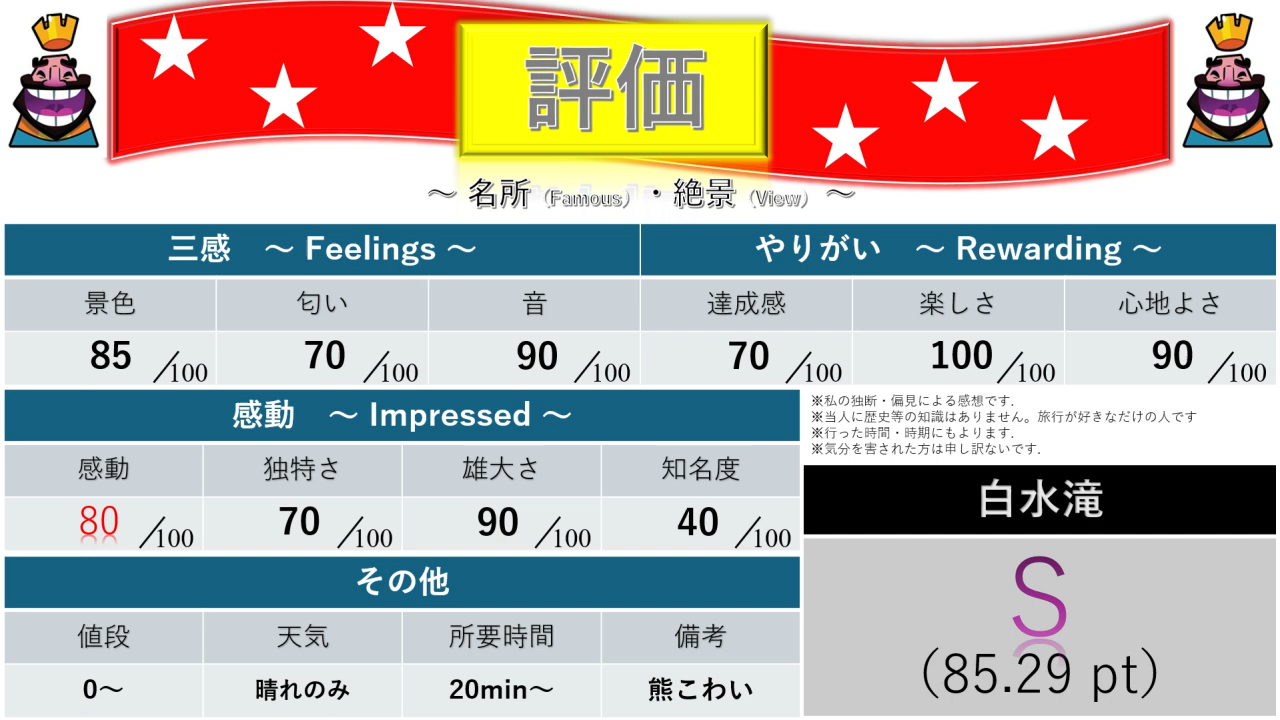 評価
～ 名所（Famous）・絶景（View） ～
三感　～ Feelings ～
やりがい　～ Rewarding ～
景色 匂い 音 達成感 楽しさ 心地よさ
85 ／100 70 ／100 90 ／100 70 ／100 100 ／100 90 ／100
感動　～ Impressed ～
感動 独特さ 雄大さ 知名度
80 ／100 70 ／100 90 ／100 40 ／100
その他
値段 天気 所要時間 備考
0～ 晴れのみ 20min～ 熊こわい
※私の独断・偏見による感想です．
※当人に歴史等の知識はありません。旅行が好きなだけの人です
※行った時間・時期にもよります．
※気分を害された方は申し訳ないです．
白水滝
S
（85.29 pt）